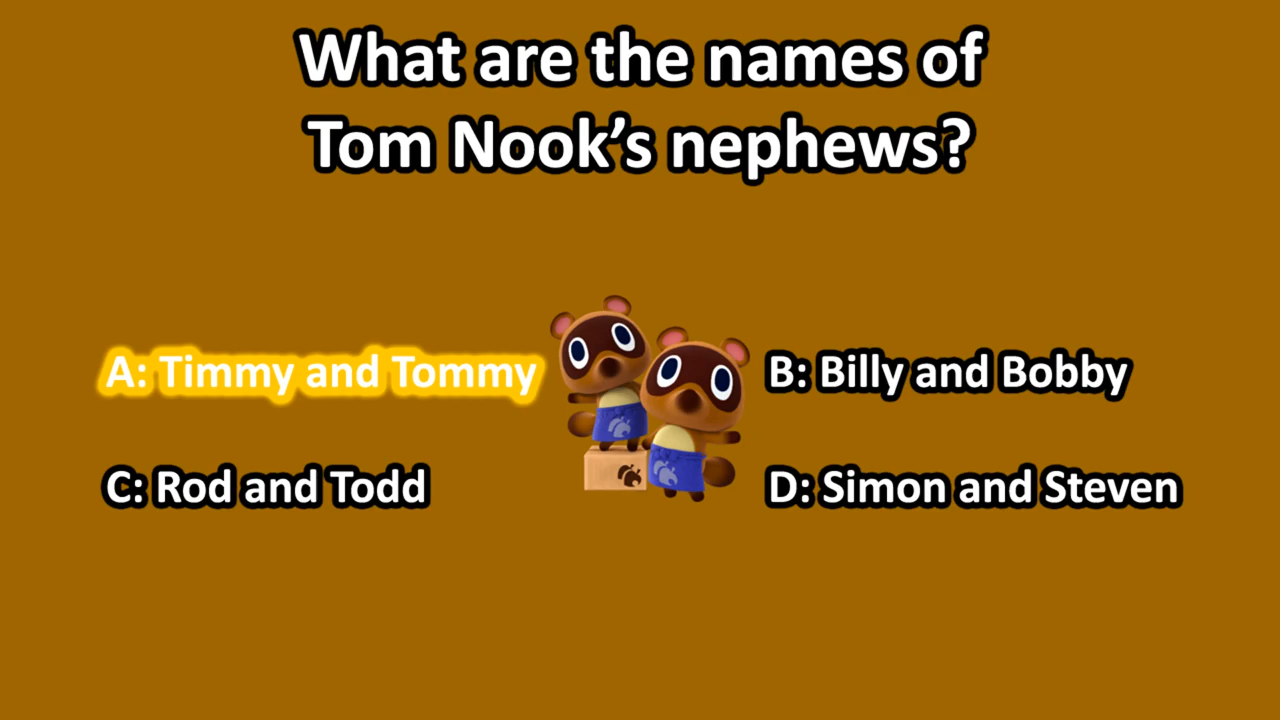 What are the names of
Tom Nook’s nephews?
A: Timmy and Tommy
B: Billy and Bobby
C: Rod and Todd
D: Simon and Steven